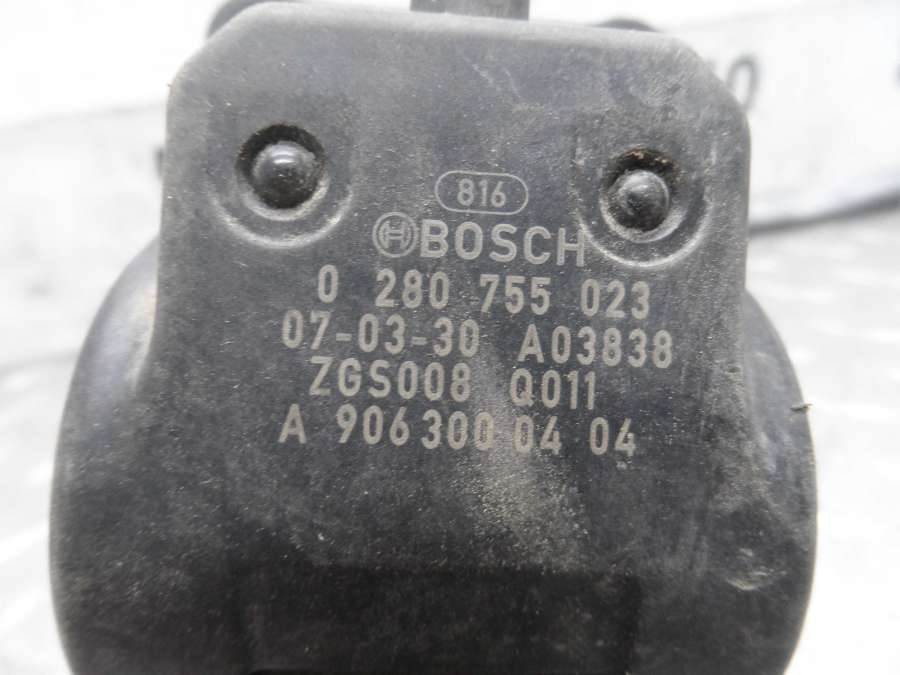 816
BOSCH
0 280 755 023
07-03-30 A03838
ZGS008 Q011
A 906 300 04 04